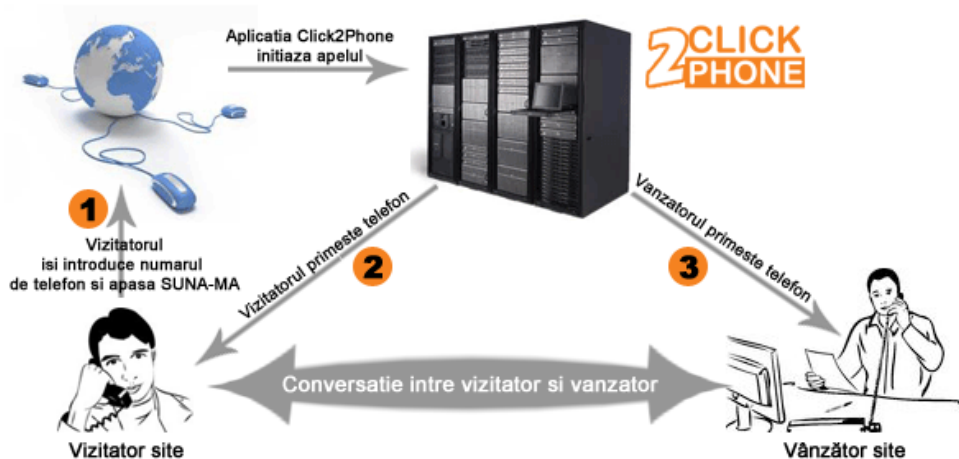 Aplicatia Click2Phone
initiaza apelul
2CLICK
PHONE
1
Vizitatorul
isi introduce numarul
de telefon si apasa SUNA-MA
Vizitatorul primeste telefon
2
Vanzatorul primeste telefon
3
Conversatie intre vizitator si vanzator
Vizitator site
Vânzător site